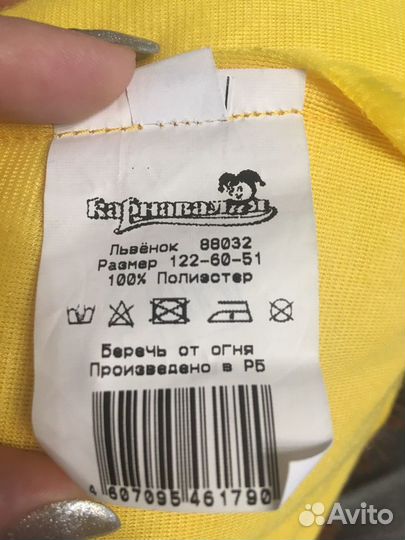 Карнавалия
Львёнок 88032
Размер 122-60-51
100% Полиэстер
Беречь от огня
Произведено в РБ
4 607095 461790
Avito